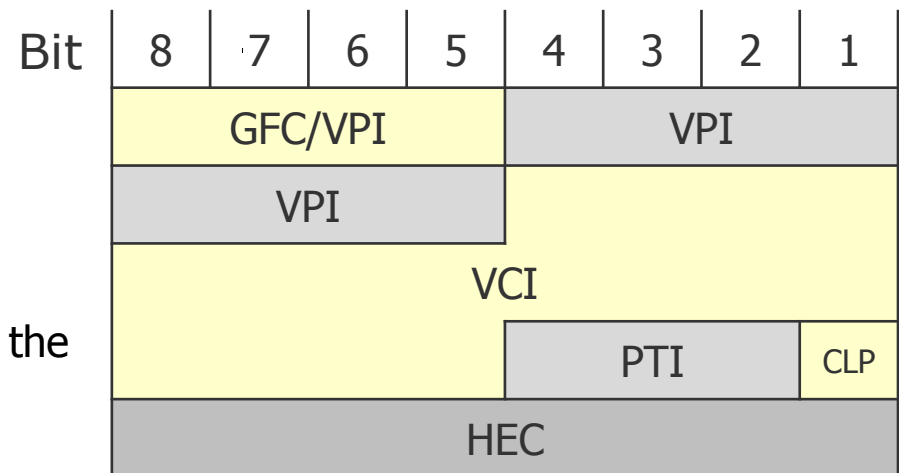 Bit 8 7 6 5 4 3 2 1
GFC/VPI VPI
VPI
VCI
the PTI CLP
HEC